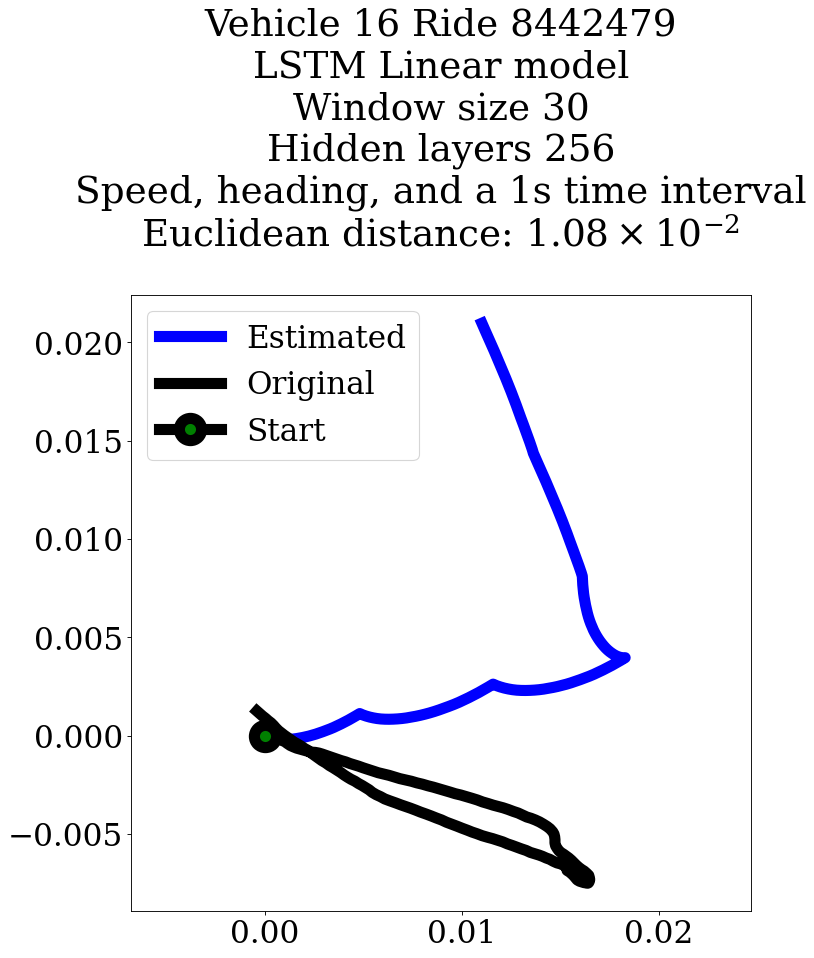 Vehicle 16 Ride 8442479
LSTM Linear model
Window size 30
Hidden layers 256
Speed, heading, and a 1s time interval
Euclidean distance: 1.08 × 10⁻²
Estimated
Original
Start
0.020
0.015
0.010
0.005
0.000
−0.005
0.00 0.01 0.02